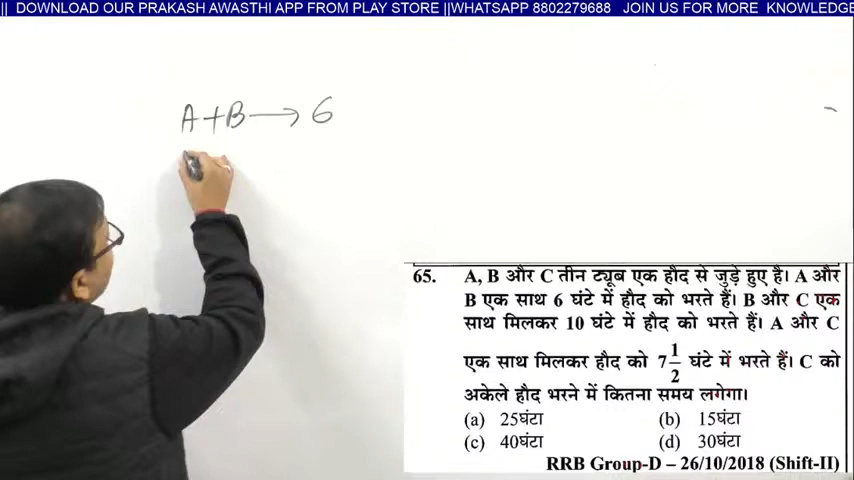 || DOWNLOAD OUR PRAKASH AWASTHI APP FROM PLAY STORE ||WHATSAPP 8802279688 JOIN US FOR MORE KNOWLEDGE
A+B⟶6
65. A, B और C तीन ट्यूब एक हौद से जुड़े हुए है। A और
B एक साथ 6 घंटे में हौद को भरते हैं। B और C एक
साथ मिलकर 10 घंटे में हौद को भरते हैं। A और C
एक साथ मिलकर हौद को 7 1/2 घंटे में भरते हैं। C को
अकेले हौद भरने में कितना समय लगेगा।
(a) 25घंटा (b) 15घंटा
(c) 40घंटा (d) 30घंटा
RRB Group-D – 26/10/2018 (Shift-II)